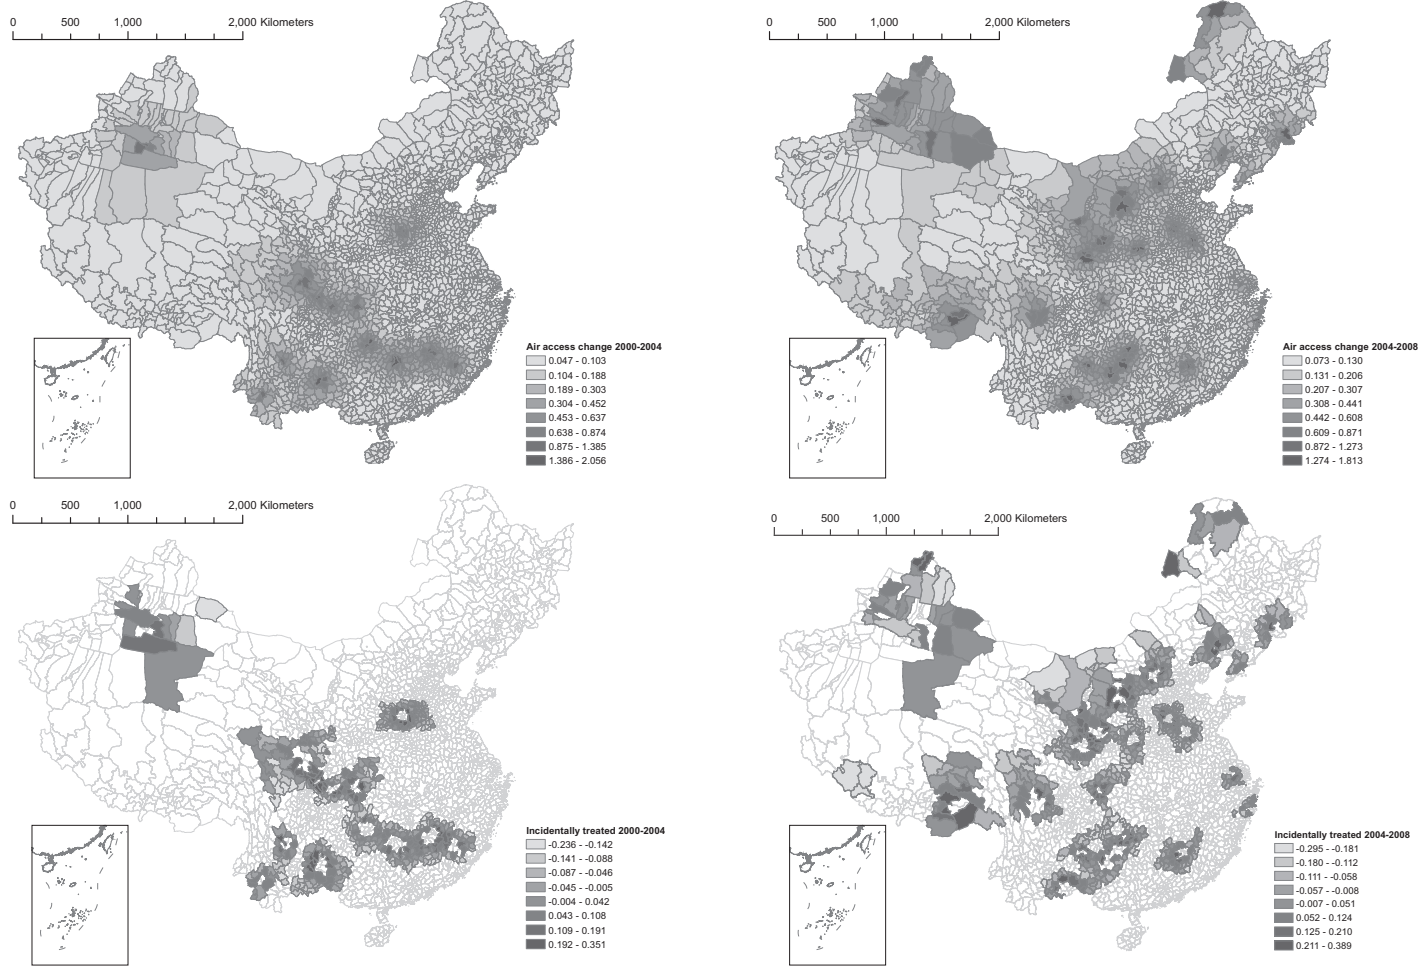 0 500 1,000 2,000 Kilometers
Air access change 2000-2004
0.047 - 0.103
0.104 - 0.188
0.189 - 0.303
0.304 - 0.452
0.453 - 0.637
0.638 - 0.874
0.875 - 1.385
1.386 - 2.056
0 500 1,000 2,000 Kilometers
Air access change 2004-2008
0.073 - 0.130
0.131 - 0.206
0.207 - 0.307
0.308 - 0.441
0.442 - 0.608
0.609 - 0.871
0.872 - 1.273
1.274 - 1.813
0 500 1,000 2,000 Kilometers
Incidentally treated 2000-2004
-0.236 - -0.142
-0.141 - -0.088
-0.087 - -0.046
-0.045 - -0.005
-0.004 - 0.042
0.043 - 0.108
0.109 - 0.191
0.192 - 0.351
0 500 1,000 2,000 Kilometers
Incidentally treated 2004-2008
-0.295 - -0.181
-0.180 - -0.112
-0.111 - -0.058
-0.057 - -0.008
-0.007 - 0.051
0.052 - 0.124
0.125 - 0.210
0.211 - 0.389